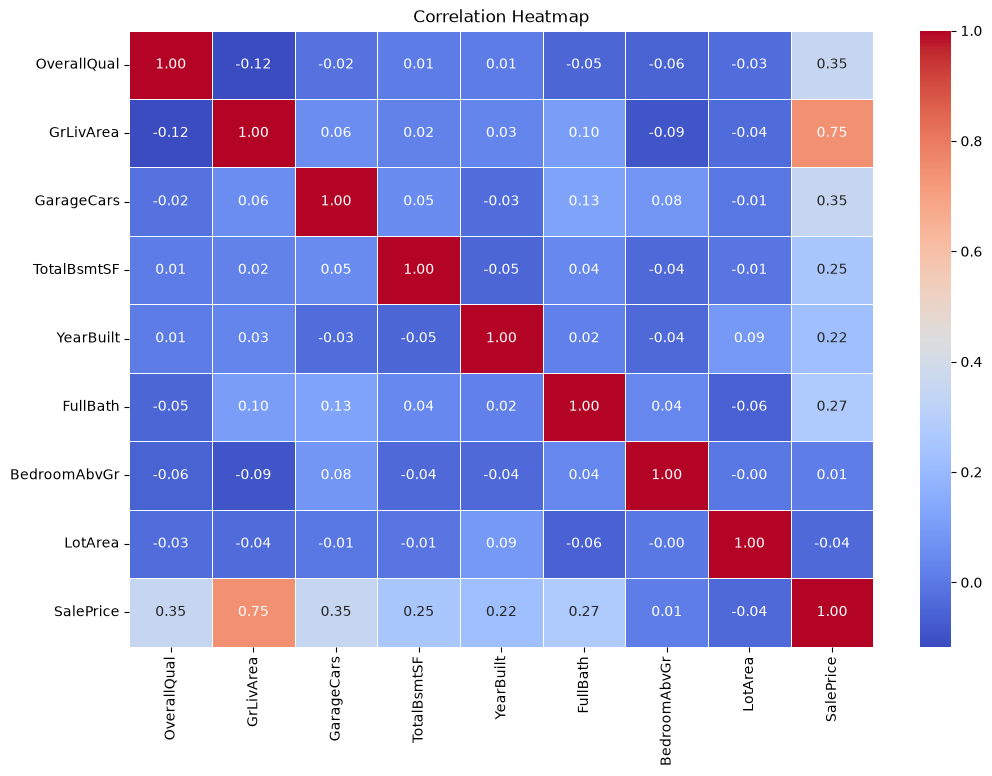 Correlation Heatmap
OverallQual 1.00 -0.12 -0.02 0.01 0.01 -0.05 -0.06 -0.03 0.35
GrLivArea -0.12 1.00 0.06 0.02 0.03 0.10 -0.09 -0.04 0.75
GarageCars -0.02 0.06 1.00 0.05 -0.03 0.13 0.08 -0.01 0.35
TotalBsmtSF 0.01 0.02 0.05 1.00 -0.05 0.04 -0.04 -0.01 0.25
YearBuilt 0.01 0.03 -0.03 -0.05 1.00 0.02 -0.04 0.09 0.22
FullBath -0.05 0.10 0.13 0.04 0.02 1.00 0.04 -0.06 0.27
BedroomAbvGr -0.06 -0.09 0.08 -0.04 -0.04 0.04 1.00 -0.00 0.01
LotArea -0.03 -0.04 -0.01 -0.01 0.09 -0.06 -0.00 1.00 -0.04
SalePrice 0.35 0.75 0.35 0.25 0.22 0.27 0.01 -0.04 1.00
OverallQual
GrLivArea
GarageCars
TotalBsmtSF
YearBuilt
FullBath
BedroomAbvGr
LotArea
SalePrice
1.0
0.8
0.6
0.4
0.2
0.0